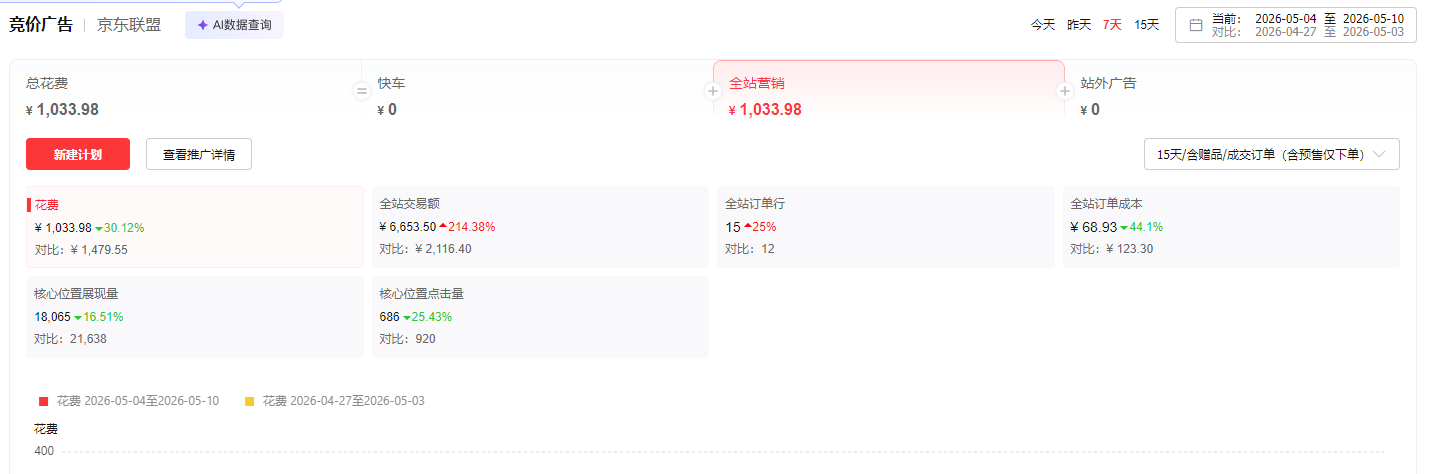 竞价广告 京东联盟 AI数据查询 今天 昨天 7天 15天 当前： 2026-05-04 至 2026-05-10
对比： 2026-04-27 至 2026-05-03
总花费 快车 全站营销 站外广告
¥ 1,033.98 = ¥ 0 + ¥ 1,033.98 + ¥ 0
新建计划 查看推广详情 15天/含赠品/成交订单（含预售仅下单）
花费 全站交易额 全站订单行 全站订单成本
¥ 1,033.98 30.12% ¥ 6,653.50 214.38% 15 25% ¥ 68.93 44.1%
对比：¥ 1,479.55 对比：¥ 2,116.40 对比：12 对比：¥ 123.30
核心位置展现量 核心位置点击量
18,065 16.51% 686 25.43%
对比：21,638 对比：920
花费 2026-05-04至2026-05-10 花费 2026-04-27至2026-05-03
花费
400